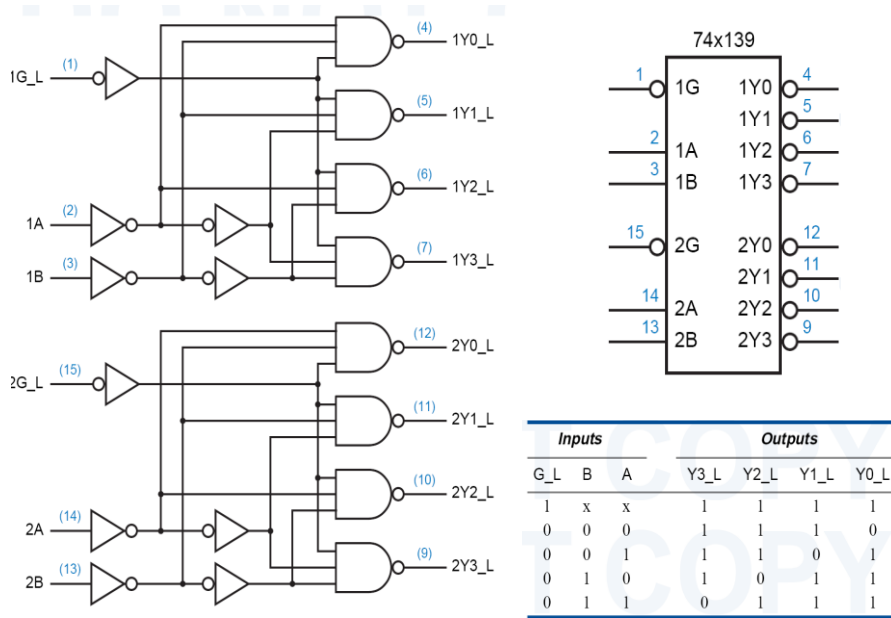 (4)
1Y0_L
(1)
1G_L
(5)
1Y1_L
(6)
1Y2_L
1A (2)
(7)
1Y3_L
1B (3)
(12)
2Y0_L
(15)
2G_L
(11)
2Y1_L
(10)
2Y2_L
2A (14)
(9)
2Y3_L
2B (13)
74x139
1 1G 1Y0 4
1Y1 5
2 1A 1Y2 6
3 1B 1Y3 7
15 2G 2Y0 12
2Y1 11
14 2A 2Y2 10
13 2B 2Y3 9
T COPY
Inputs Outputs
G_L B A Y3_L Y2_L Y1_L Y0_L
1 x x 1 1 1 1
0 0 0 1 1 1 0
0 0 1 1 1 0 1
0 1 0 1 0 1 1
0 1 1 0 1 1 1
T COPY